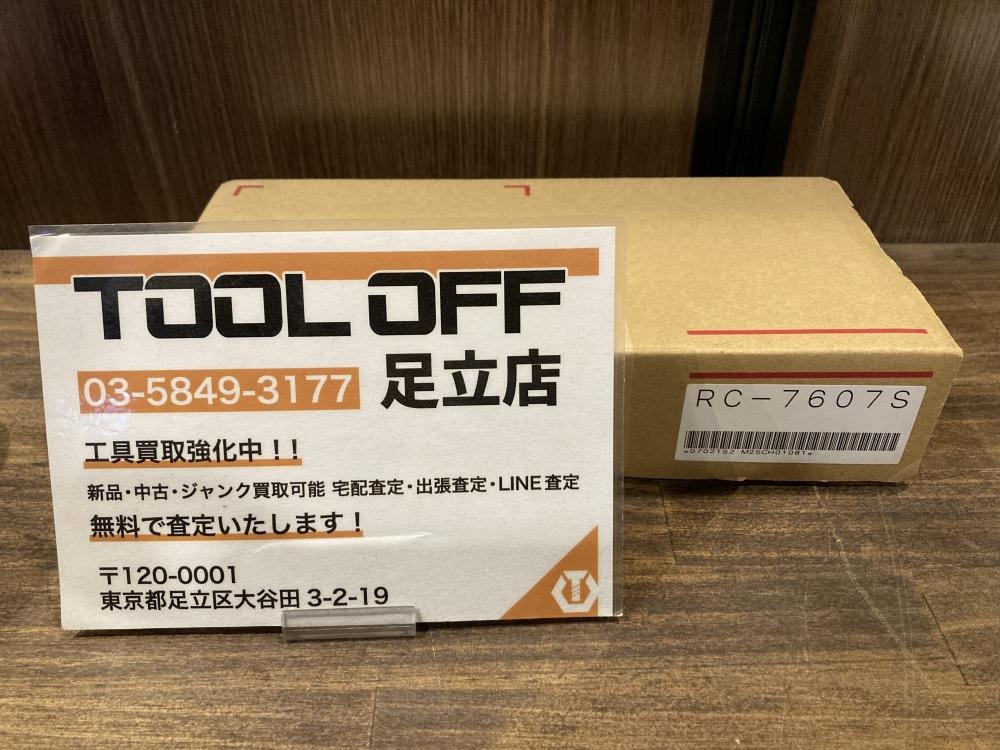 TOOL OFF
03-5849-3177 足立店
工具買取強化中！！
新品・中古・ジャンク買取可能 宅配査定・出張査定・LINE査定
無料で査定いたします！
〒120-0001
東京都足立区大谷田3-2-19
RC-7607S
*0702152 M25CH01081*